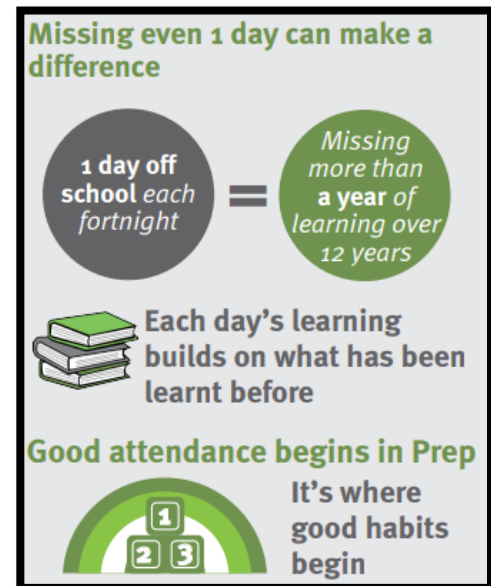 Missing even 1 day can make a
difference
1 day off
school each
fortnight
=
Missing
more than
a year of
learning over
12 years
Each day's learning
builds on what has been
learnt before
Good attendance begins in Prep
1
2 3
It's where
good habits
begin